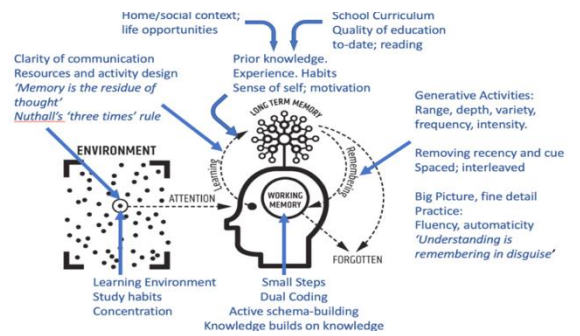 Home/social context;
life opportunities
School Curriculum
Quality of education
to-date; reading
Clarity of communication
Resources and activity design
‘Memory is the residue of
thought’
Nuthall’s ‘three times’ rule
Prior knowledge.
Experience. Habits
Sense of self; motivation
LONG TERM MEMORY
Generative Activities:
Range, depth, variety,
frequency, intensity.
Removing recency and cue
Spaced; interleaved
Big Picture, fine detail
Practice:
Fluency, automaticity
‘Understanding is
remembering in disguise’
ENVIRONMENT
ATTENTION
Learning
Remembering
WORKING
MEMORY
FORGOTTEN
Learning Environment
Study habits
Concentration
Small Steps
Dual Coding
Active schema-building
Knowledge builds on knowledge